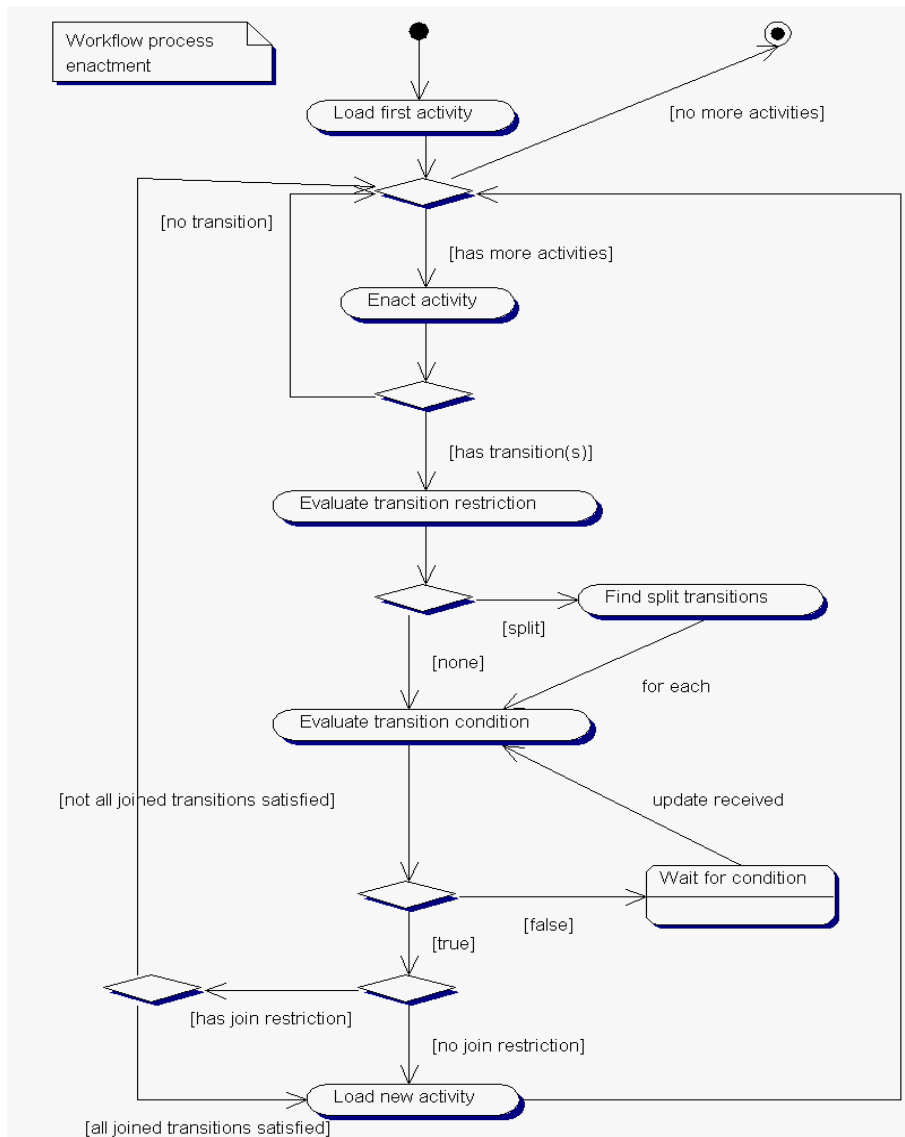 Workflow process
enactment
Load first activity
[no more activities]
[no transition]
[has more activities]
Enact activity
[has transition(s)]
Evaluate transition restriction
Find split transitions
[split]
[none]
for each
Evaluate transition condition
[not all joined transitions satisfied]
update received
Wait for condition
[false]
[true]
[has join restriction]
[no join restriction]
Load new activity
[all joined transitions satisfied]